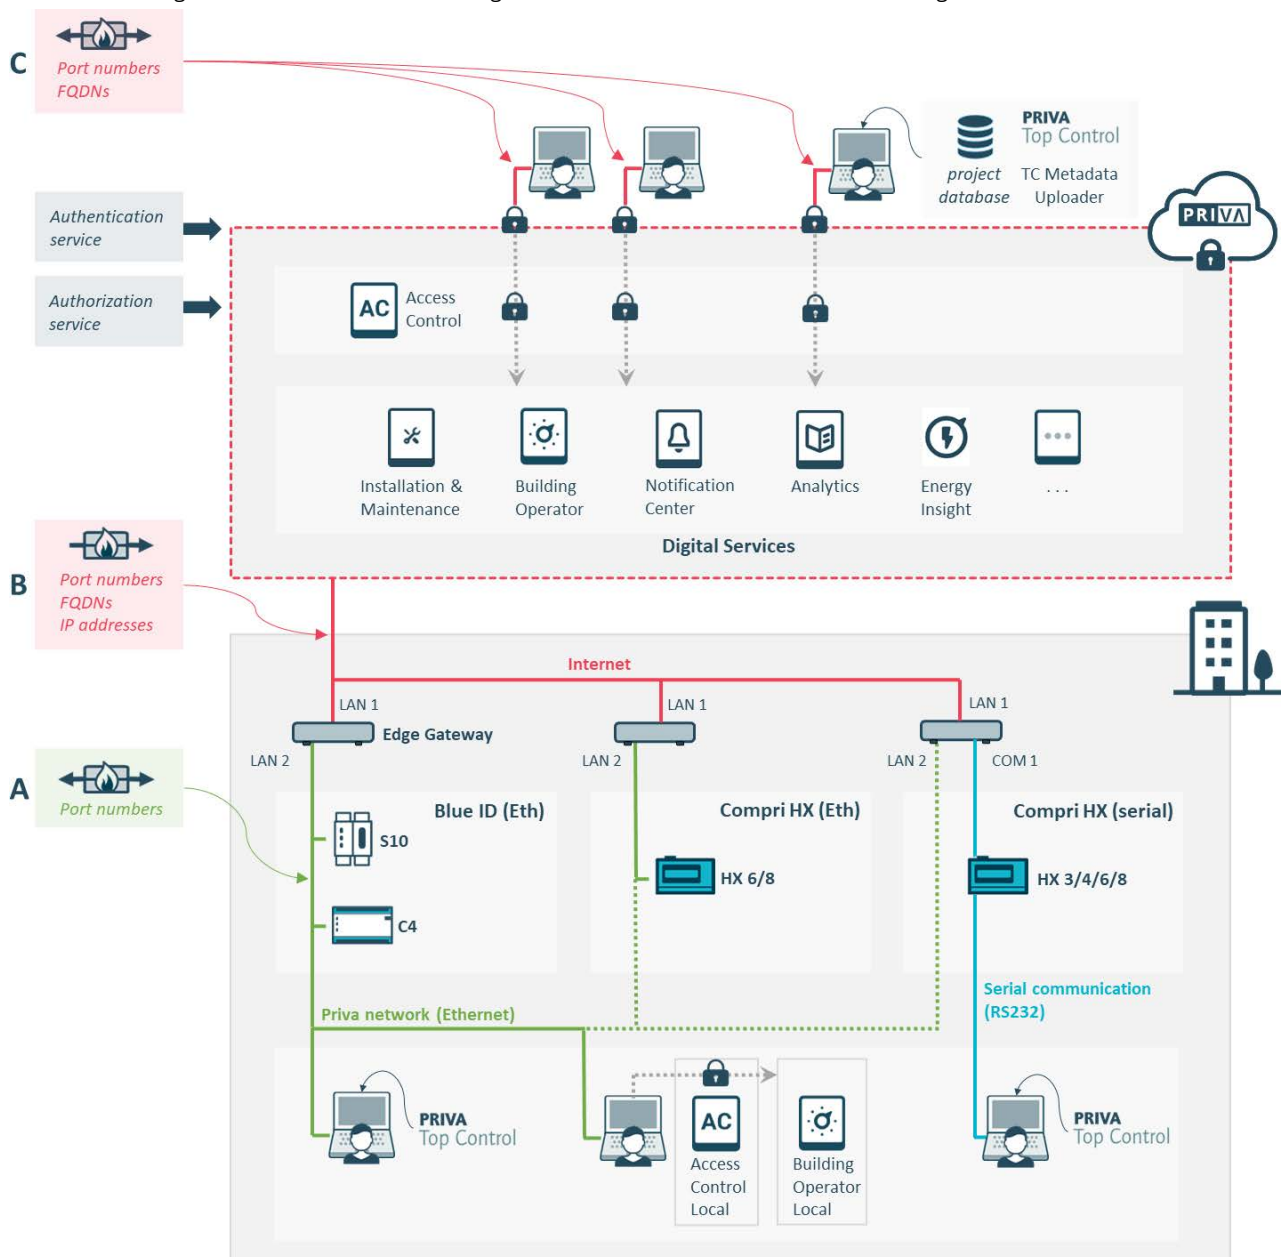 C
Port numbers
FQDNs
PRIVA
Top Control
project
database
TC Metadata
Uploader
PRIVA
Authentication
service
Authorization
service
AC
Access
Control
Installation &
Maintenance
Building
Operator
Notification
Center
Analytics
Energy
Insight
. . .
Digital Services
B
Port numbers
FQDNs
IP addresses
Internet
LAN 1
LAN 1
LAN 1
Edge Gateway
LAN 2
LAN 2
LAN 2
COM 1
A
Port numbers
Blue ID (Eth)
Compri HX (Eth)
Compri HX (serial)
S10
HX 6/8
HX 3/4/6/8
C4
Serial communication
(RS232)
Priva network (Ethernet)
PRIVA
Top Control
AC
Access
Control
Local
Building
Operator
Local
PRIVA
Top Control